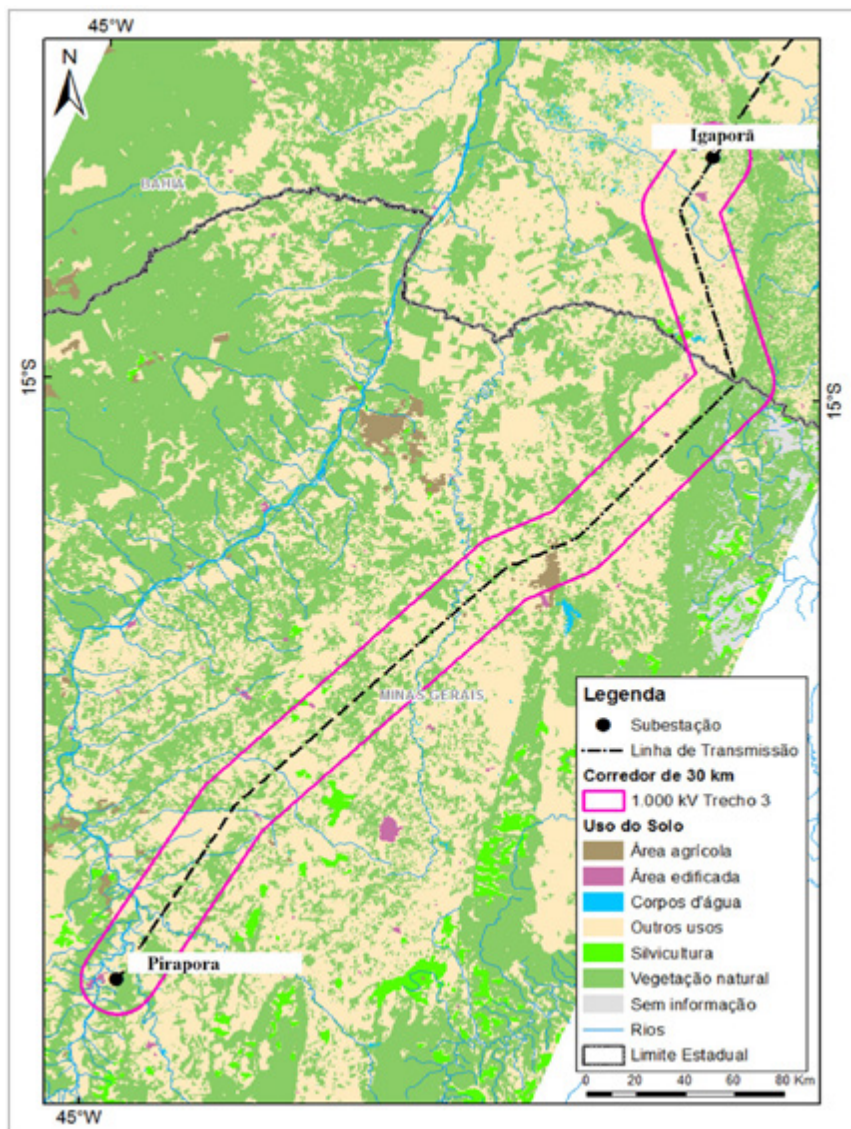 45°W
N
Igaporã
BAHIA
15°S
15°S
MINAS GERAIS
Pirapora
Legenda
Subestação
Linha de Transmissão
Corredor de 30 km
1.000 kV Trecho 3
Uso do Solo
Área agrícola
Área edificada
Corpos d'água
Outros usos
Silvicultura
Vegetação natural
Sem informação
Rios
Limite Estadual
0 20 40 60 80 Km
45°W